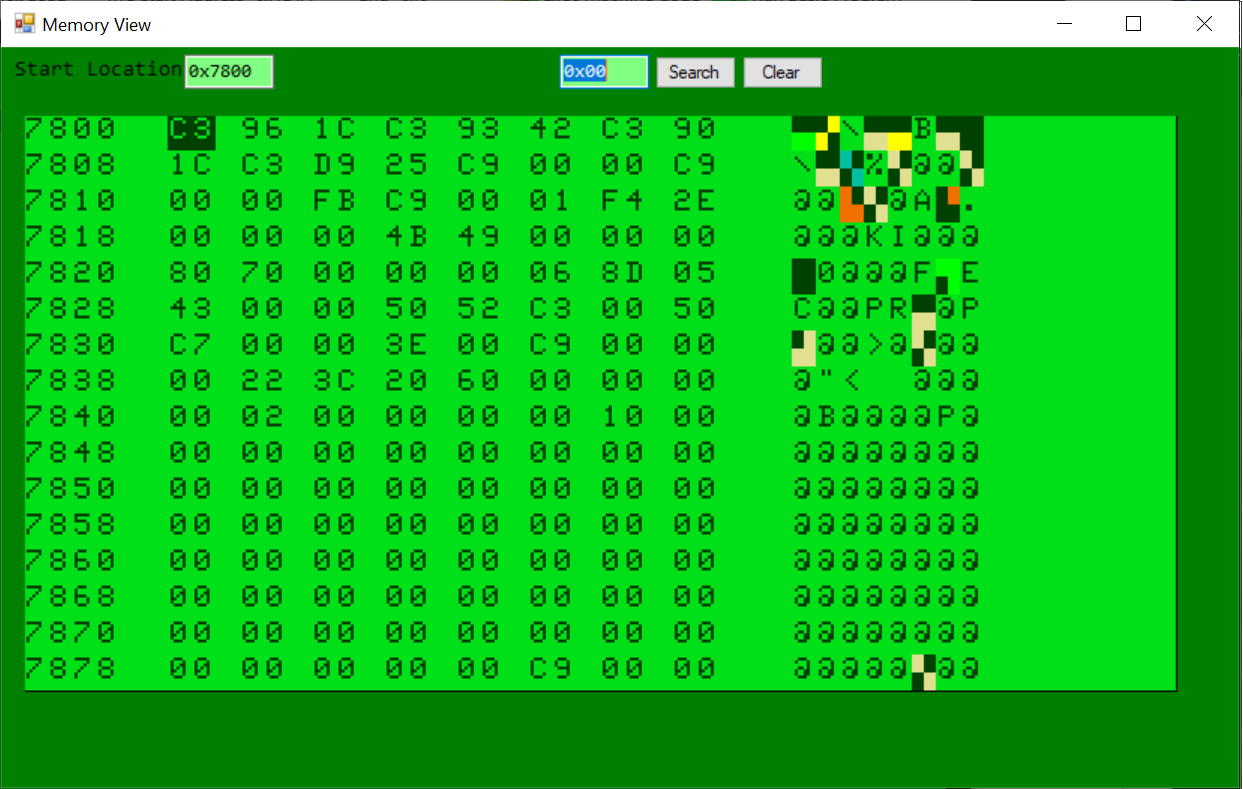 Memory View
Start Location 0x7800 0x00 Search Clear
7800 C3 96 1C C3 93 42 C3 90 \B
7808 1C C3 D9 25 C9 00 00 C9 \%@@
7810 00 00 FB C9 00 01 F4 2E @@@A.
7818 00 00 00 4B 49 00 00 00 @@@KI@@@
7820 80 70 00 00 00 06 8D 05 0@@@FE
7828 43 00 00 50 52 C3 00 50 C@@PR@P
7830 C7 00 00 3E 00 C9 00 00 @@>@@@
7838 00 22 3C 20 60 00 00 00 @"< @@@
7840 00 02 00 00 00 00 10 00 @B@@@@P@
7848 00 00 00 00 00 00 00 00 @@@@@@@@
7850 00 00 00 00 00 00 00 00 @@@@@@@@
7858 00 00 00 00 00 00 00 00 @@@@@@@@
7860 00 00 00 00 00 00 00 00 @@@@@@@@
7868 00 00 00 00 00 00 00 00 @@@@@@@@
7870 00 00 00 00 00 00 00 00 @@@@@@@@
7878 00 00 00 00 00 C9 00 00 @@@@@@@